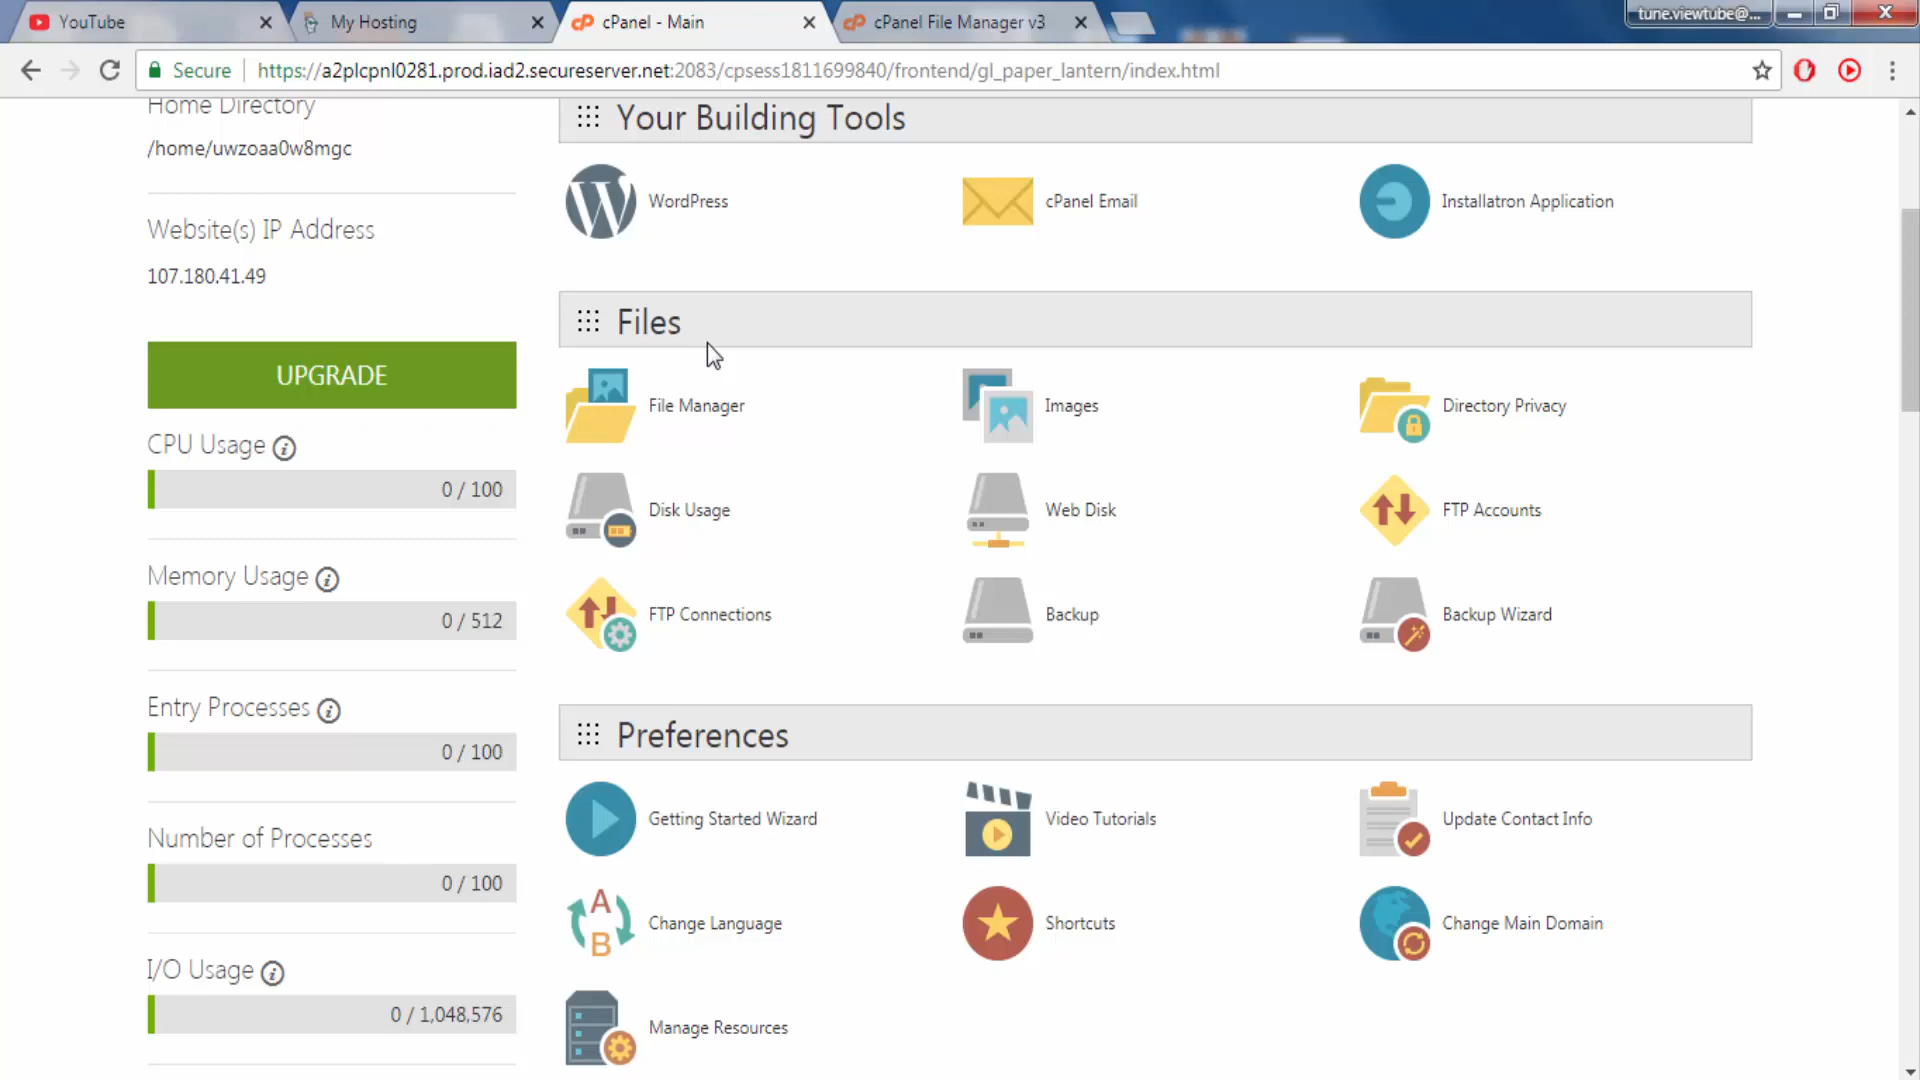 YouTube
My Hosting
cPanel - Main
cPanel File Manager v3
tune.viewtube@...
Secure
https://a2plcpnl0281.prod.iad2.secureserver.net:2083/cpsess1811699840/frontend/gl_paper_lantern/index.html
Home Directory
/home/uwzoaa0w8mgc
Website(s) IP Address
107.180.41.49
UPGRADE
CPU Usage
0 / 100
Memory Usage
0 / 512
Entry Processes
0 / 100
Number of Processes
0 / 100
I/O Usage
0 / 1,048,576
Your Building Tools
WordPress
cPanel Email
Installatron Application
Files
File Manager
Images
Directory Privacy
Disk Usage
Web Disk
FTP Accounts
FTP Connections
Backup
Backup Wizard
Preferences
Getting Started Wizard
Video Tutorials
Update Contact Info
Change Language
Shortcuts
Change Main Domain
Manage Resources